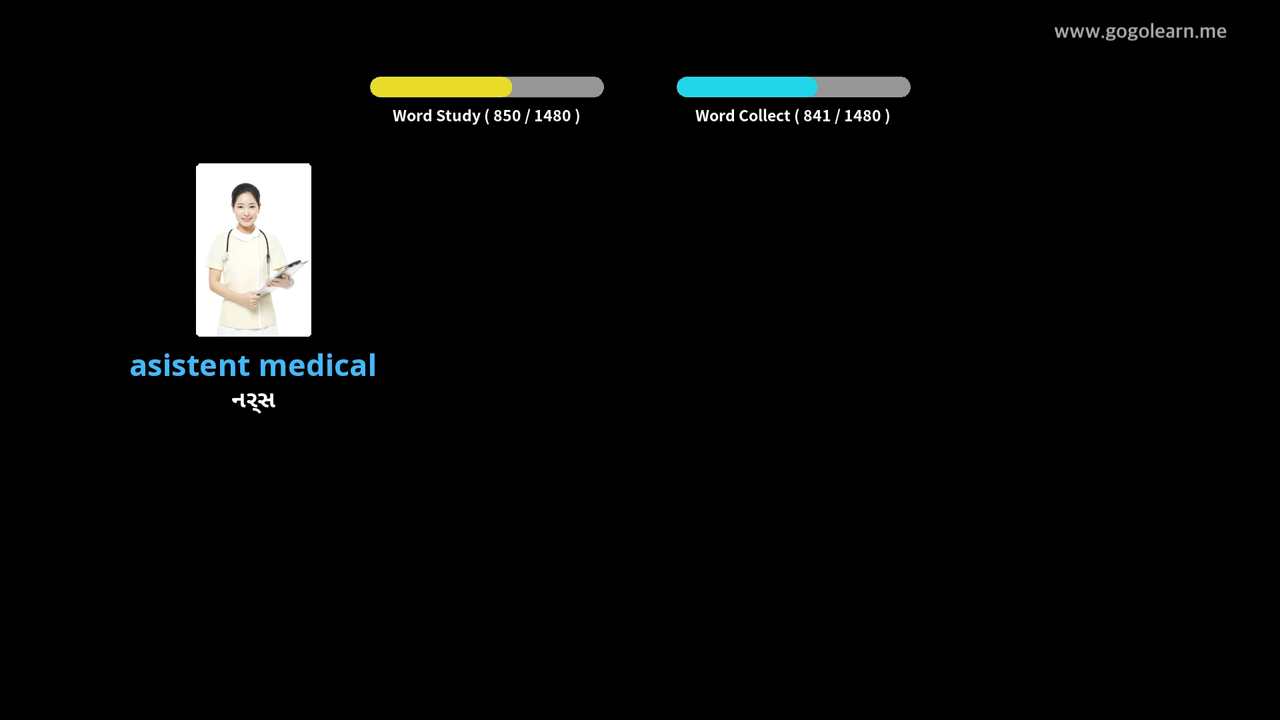 www.gogolearn.me
Word Study ( 850 / 1480 )
Word Collect ( 841 / 1480 )
asistent medical
નર્સ